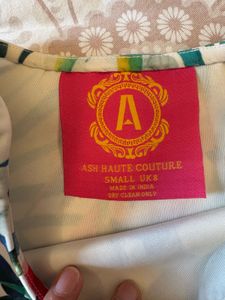 A
ASH HAUTE COUTURE
SMALL UK8
MADE IN INDIA
DRY CLEAN ONLY